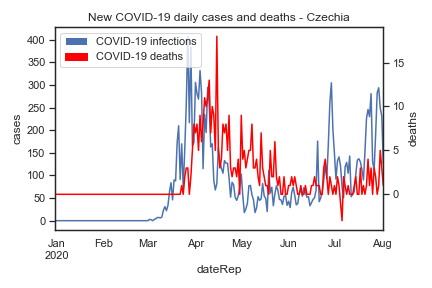 New COVID-19 daily cases and deaths - Czechia
COVID-19 infections
COVID-19 deaths
400
350
300
250
200
150
100
50
0
cases
15
10
5
0
deaths
Jan Feb Mar Apr May Jun Jul Aug
2020
dateRep